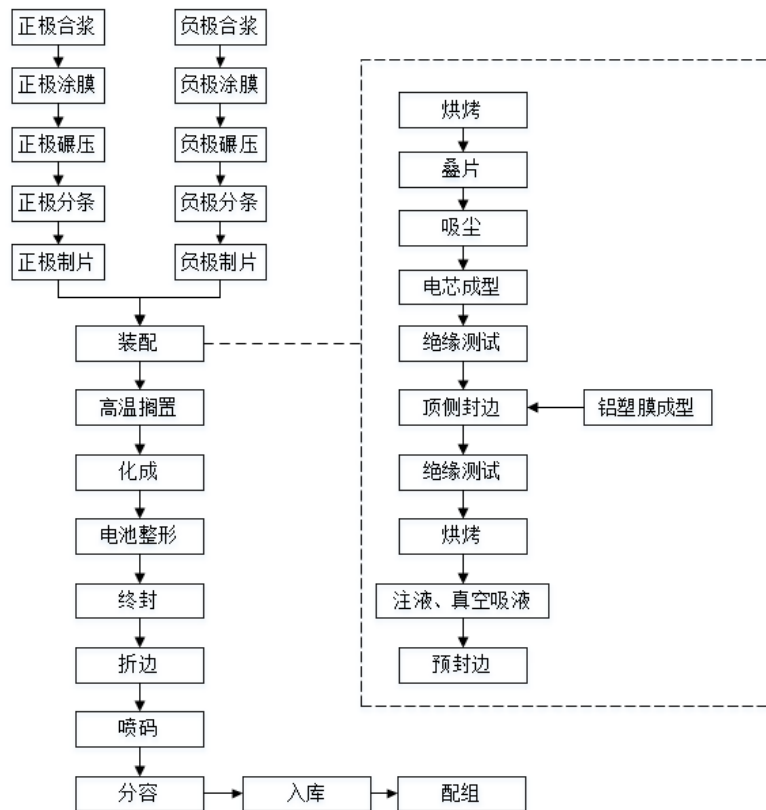 正极合浆
负极合浆
正极涂膜
负极涂膜
正极碾压
负极碾压
正极分条
负极分条
正极制片
负极制片
装配
高温搁置
化成
电池整形
终封
折边
喷码
分容
入库
配组
烘烤
叠片
吸尘
电芯成型
绝缘测试
顶侧封边
铝塑膜成型
绝缘测试
烘烤
注液、真空吸液
预封边